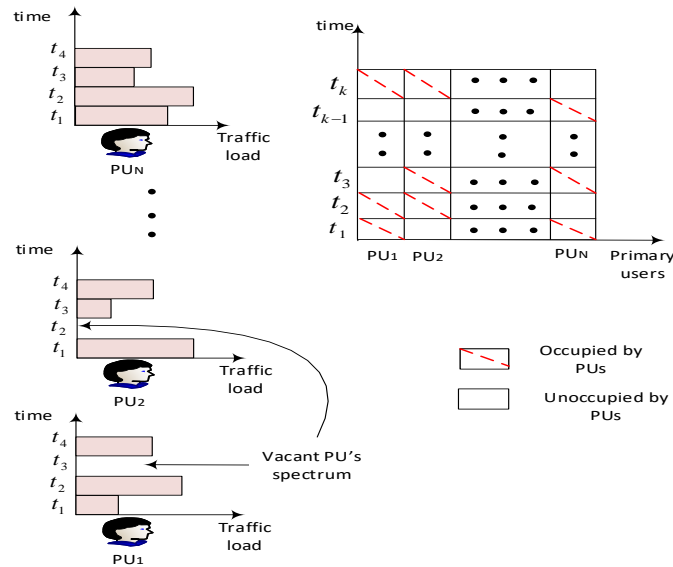 time
t4
t3
t2
t1
Traffic
load
PUN
time
t4
t3
t2
t1
Traffic
load
PU2
time
t4
t3
t2
t1
Traffic
load
PU1
Vacant PU's
spectrum
time
tk
tk−1
t3
t2
t1
PU1
PU2
PUN
Primary
users
Occupied by
PUs
Unoccupied by
PUs